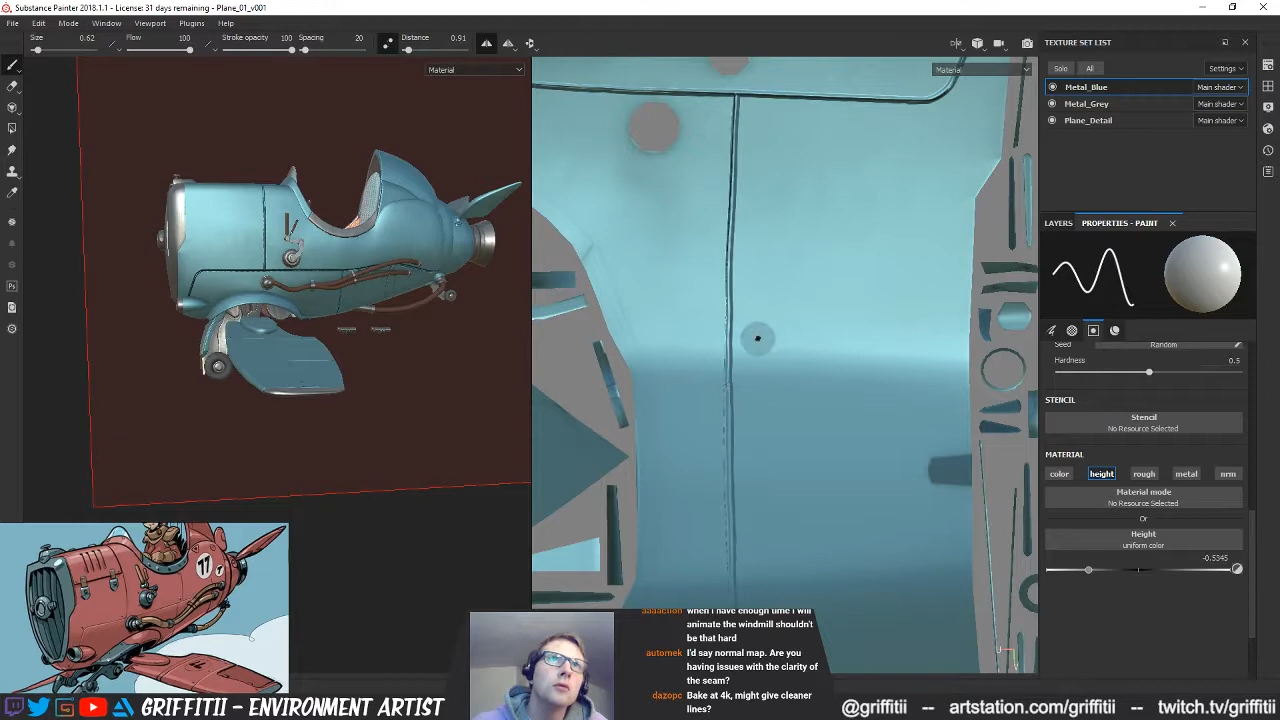 Substance Painter 2018.1.1 - License: 31 days remaining - Plane_01_v001
File Edit Mode Window Viewport Plugins Help
Size 0.62 Flow 100 Stroke opacity 100 Spacing 20 Distance 0.91
Material
Material
TEXTURE SET LIST
Solo All Settings
Metal_Blue Main shader
Metal_Grey Main shader
Plane_Detail Main shader
LAYERS PROPERTIES - PAINT
Seed Random
Hardness 0.5
STENCIL
Stencil
No Resource Selected
MATERIAL
color height rough metal nrm
Material mode
No Resource Selected
Or
Height
uniform color
-0.5345
Ps
77
when I have enough time I will
animate the windmill shouldn't
be that hard
automek I'd say normal map. Are you
having issues with the clarity of
the seam?
dazopc Bake at 4k, might give cleaner
lines?
GRIFFITII - ENVIRONMENT ARTIST
@griffitii -- artstation.com/griffitii -- twitch.tv/griffitii